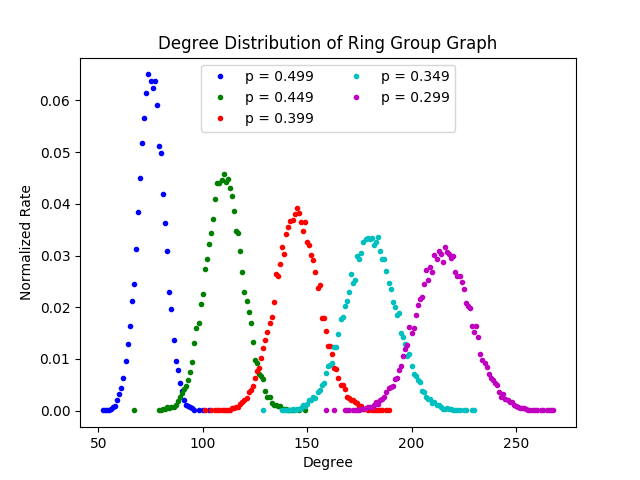 Degree Distribution of Ring Group Graph
p = 0.499
p = 0.449
p = 0.399
p = 0.349
p = 0.299
Normalized Rate
0.06
0.05
0.04
0.03
0.02
0.01
0.00
50 100 150 200 250
Degree